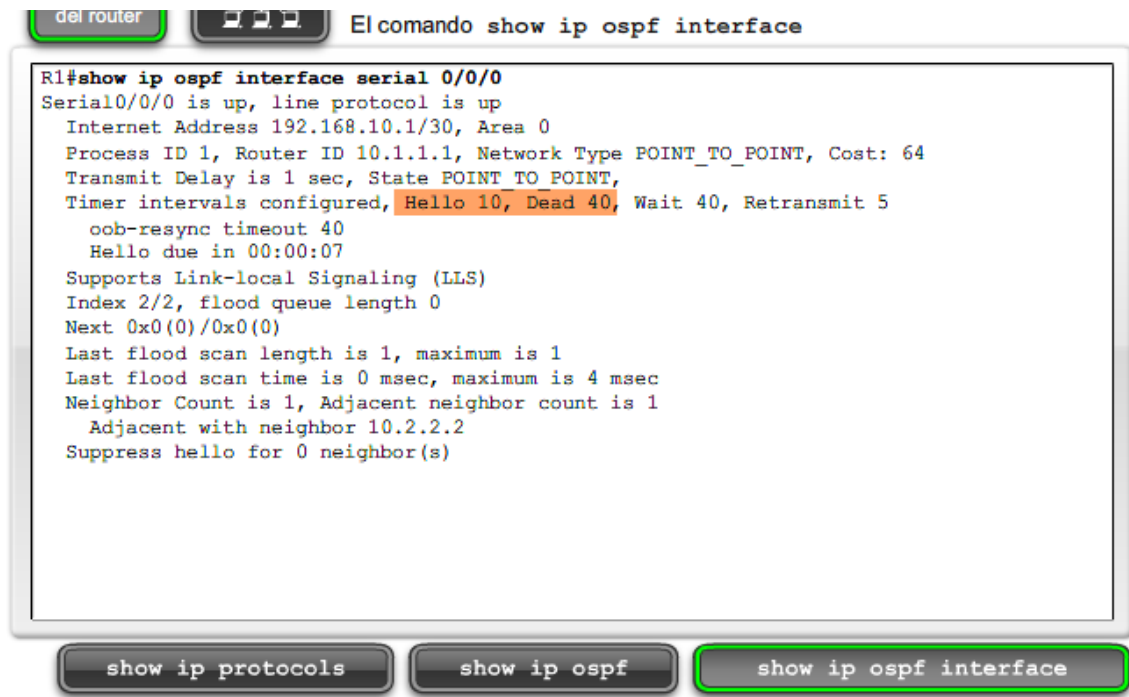 del router
El comando show ip ospf interface
R1#show ip ospf interface serial 0/0/0
Serial0/0/0 is up, line protocol is up
Internet Address 192.168.10.1/30, Area 0
Process ID 1, Router ID 10.1.1.1, Network Type POINT_TO_POINT, Cost: 64
Transmit Delay is 1 sec, State POINT_TO_POINT,
Timer intervals configured, Hello 10, Dead 40, Wait 40, Retransmit 5
oob-resync timeout 40
Hello due in 00:00:07
Supports Link-local Signaling (LLS)
Index 2/2, flood queue length 0
Next 0x0(0)/0x0(0)
Last flood scan length is 1, maximum is 1
Last flood scan time is 0 msec, maximum is 4 msec
Neighbor Count is 1, Adjacent neighbor count is 1
Adjacent with neighbor 10.2.2.2
Suppress hello for 0 neighbor(s)
show ip protocols
show ip ospf
show ip ospf interface